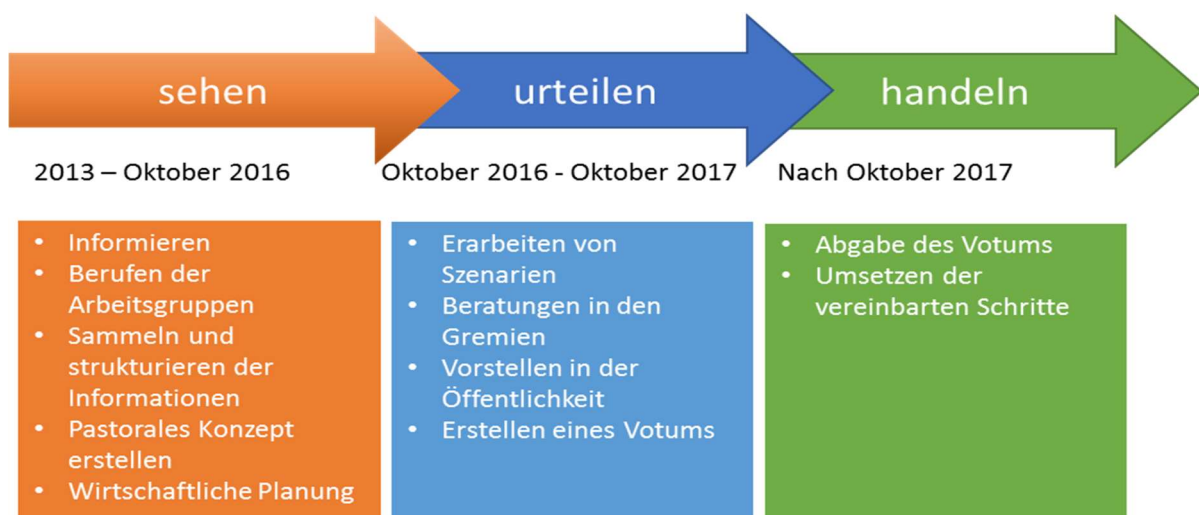 sehen
urteilen
handeln
2013 – Oktober 2016
Oktober 2016 - Oktober 2017
Nach Oktober 2017
• Informieren
• Berufen der
Arbeitsgruppen
• Sammeln und
strukturieren der
Informationen
• Pastorales Konzept
erstellen
• Wirtschaftliche Planung
• Erarbeiten von
Szenarien
• Beratungen in den
Gremien
• Vorstellen in der
Öffentlichkeit
• Erstellen eines Votums
• Abgabe des Votums
• Umsetzen der
vereinbarten Schritte